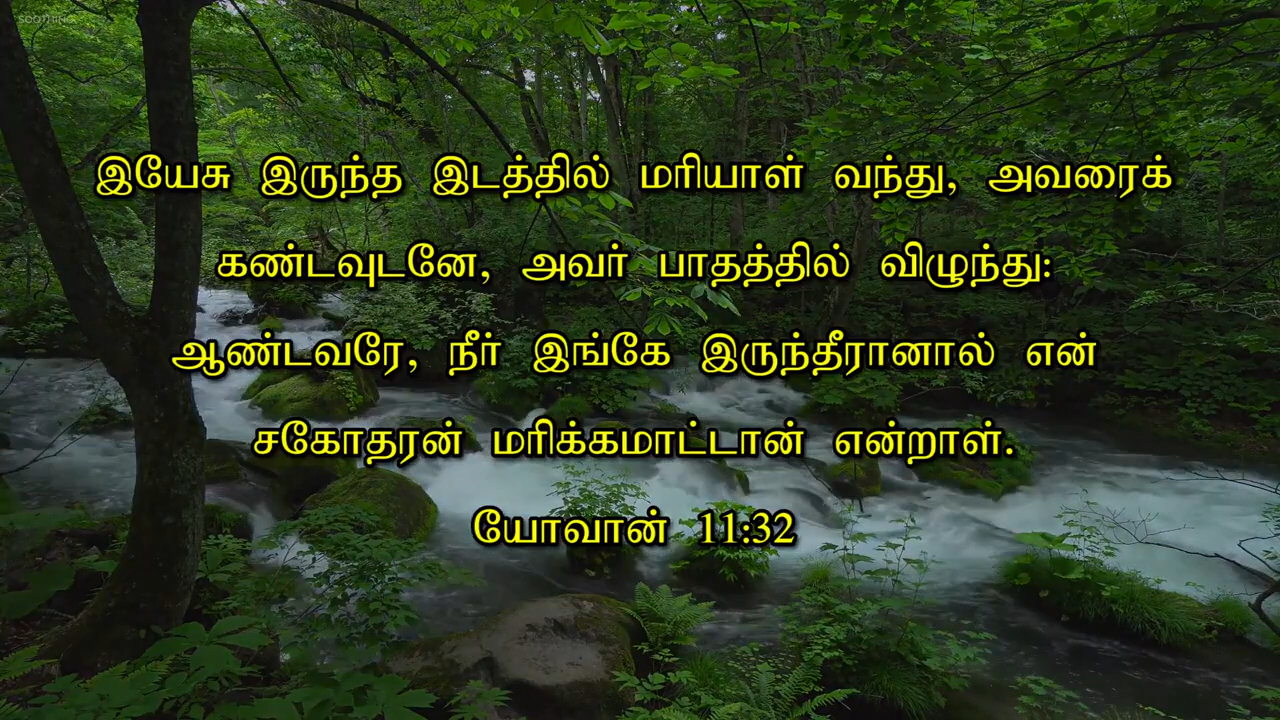 SOOTHING
இயேசு இருந்த இடத்தில் மரியாள் வந்து, அவரைக்
கண்டவுடனே, அவர் பாதத்தில் விழுந்து:
ஆண்டவரே, நீர் இங்கே இருந்தீரானால் என்
சகோதரன் மரிக்கமாட்டான் என்றாள்.
யோவான் 11:32